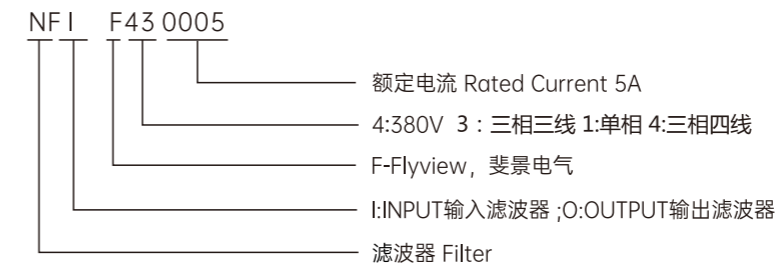 NFI F43 0005
额定电流 Rated Current 5A
4:380V 3：三相三线 1:单相 4:三相四线
F-Flyview，斐景电气
I:INPUT输入滤波器 ;O:OUTPUT输出滤波器
滤波器 Filter